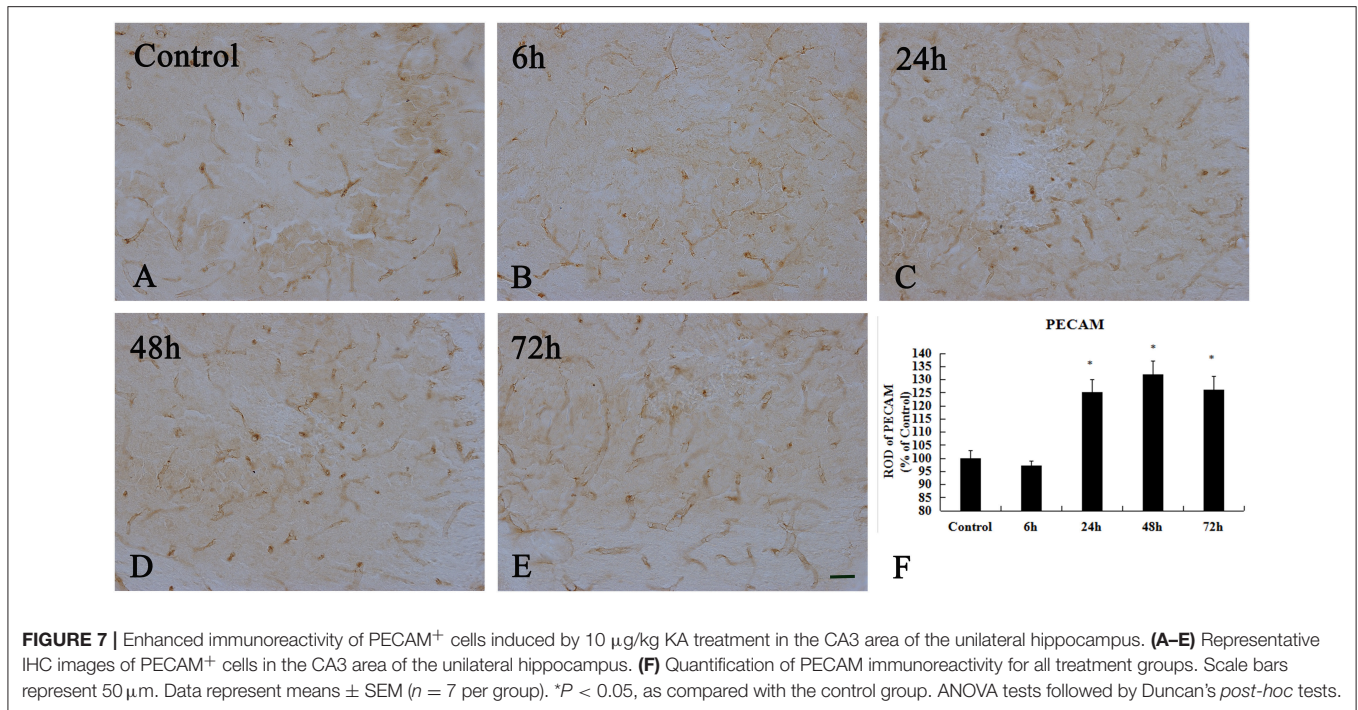 Control
6h
24h
A
B
C
48h
72h
D
E
PECAM
ROD of PECAM
(% of Control)
140
135
130
125
120
115
110
105
100
95
90
85
80
*
*
*
Control 6h 24h 48h 72h
F
FIGURE 7 | Enhanced immunoreactivity of PECAM+ cells induced by 10 μg/kg KA treatment in the CA3 area of the unilateral hippocampus. (A–E) Representative
IHC images of PECAM+ cells in the CA3 area of the unilateral hippocampus. (F) Quantification of PECAM immunoreactivity for all treatment groups. Scale bars
represent 50 μm. Data represent means ± SEM (n = 7 per group). *P < 0.05, as compared with the control group. ANOVA tests followed by Duncan's post-hoc tests.